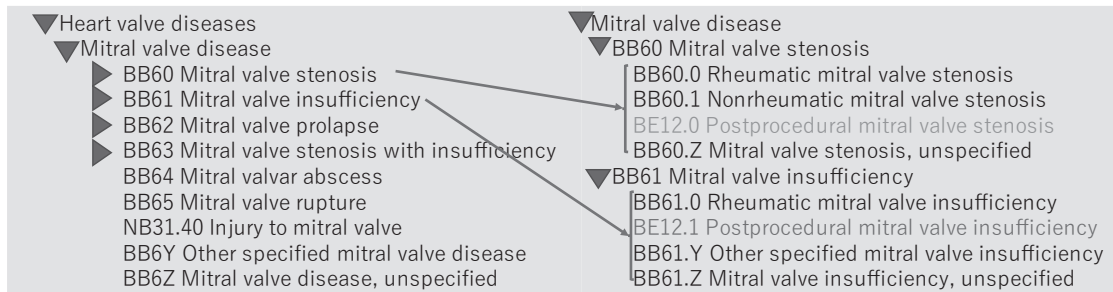 Heart valve diseases
Mitral valve disease
BB60 Mitral valve stenosis
BB61 Mitral valve insufficiency
BB62 Mitral valve prolapse
BB63 Mitral valve stenosis with insufficiency
BB64 Mitral valvar abscess
BB65 Mitral valve rupture
NB31.40 Injury to mitral valve
BB6Y Other specified mitral valve disease
BB6Z Mitral valve disease, unspecified
Mitral valve disease
BB60 Mitral valve stenosis
BB60.0 Rheumatic mitral valve stenosis
BB60.1 Nonrheumatic mitral valve stenosis
BE12.0 Postprocedural mitral valve stenosis
BB60.Z Mitral valve stenosis, unspecified
BB61 Mitral valve insufficiency
BB61.0 Rheumatic mitral valve insufficiency
BE12.1 Postprocedural mitral valve insufficiency
BB61.Y Other specified mitral valve insufficiency
BB61.Z Mitral valve insufficiency, unspecified